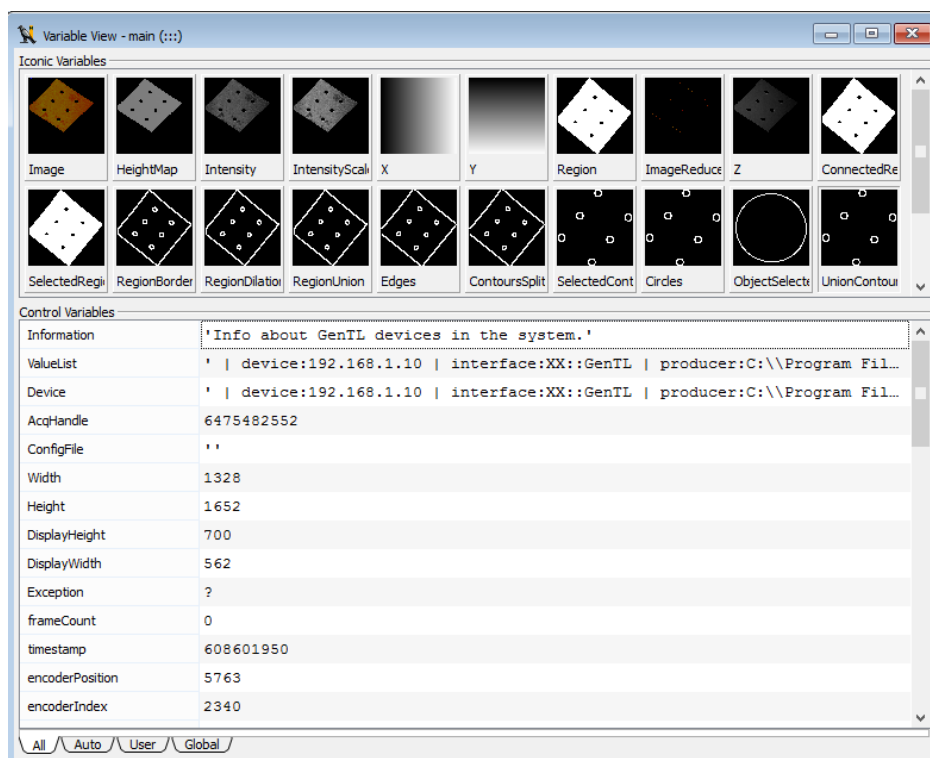 Variable View - main (:::)
Iconic Variables
Image HeightMap Intensity IntensityScal X Y Region ImageReduce Z ConnectedRe
SelectedRegi RegionBorder RegionDilation RegionUnion Edges ContoursSplit SelectedCont Circles ObjectSelecte UnionContour
Control Variables
Information 'Info about GenTL devices in the system.'
ValueList ' | device:192.168.1.10 | interface:XX::GenTL | producer:C:\\Program Fil...
Device ' | device:192.168.1.10 | interface:XX::GenTL | producer:C:\\Program Fil...
AcqHandle 6475482552
ConfigFile ''
Width 1328
Height 1652
DisplayHeight 700
DisplayWidth 562
Exception ?
frameCount 0
timestamp 608601950
encoderPosition 5763
encoderIndex 2340
All Auto User Global